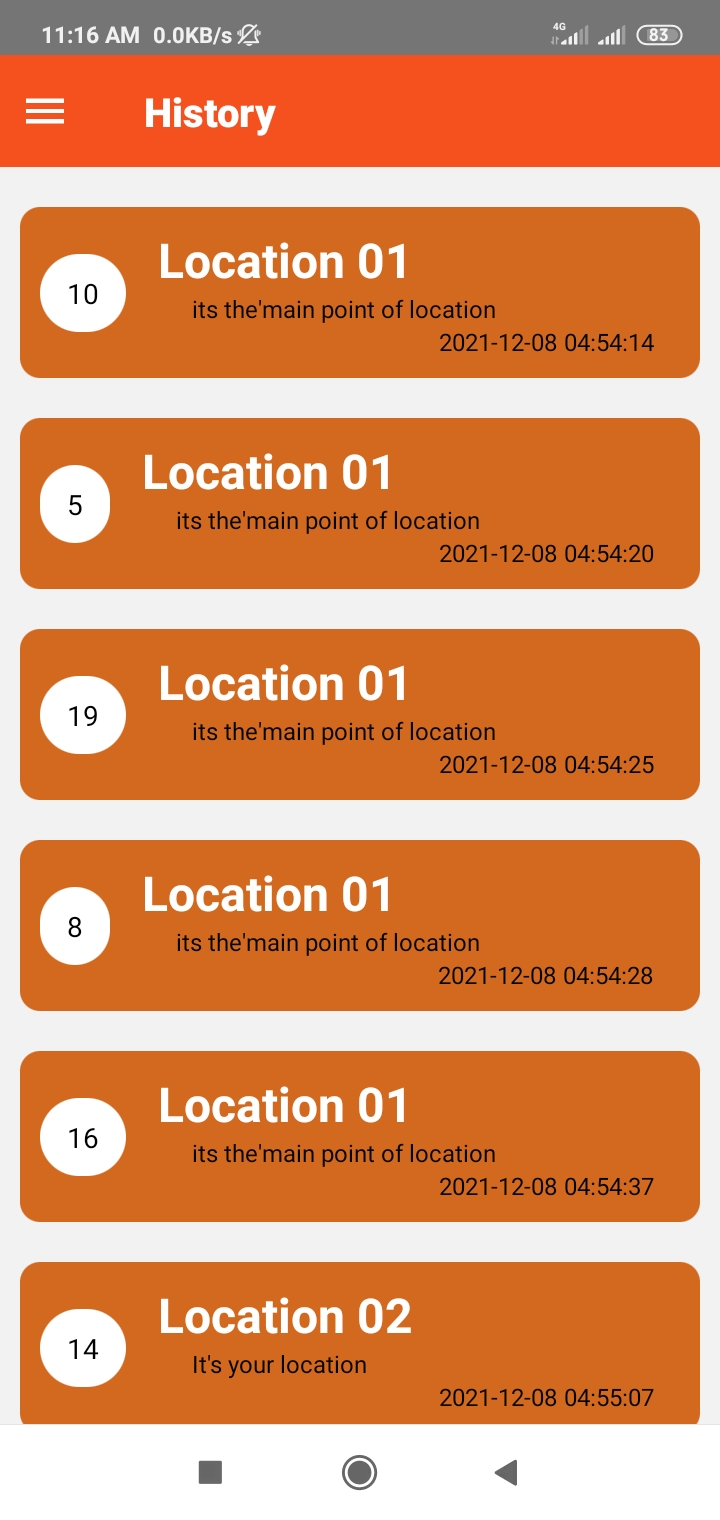 11:16 AM 0.0KB/s 4G 83
History
Location 01
10
its the'main point of location
2021-12-08 04:54:14
Location 01
5
its the'main point of location
2021-12-08 04:54:20
Location 01
19
its the'main point of location
2021-12-08 04:54:25
Location 01
8
its the'main point of location
2021-12-08 04:54:28
Location 01
16
its the'main point of location
2021-12-08 04:54:37
Location 02
14
It's your location
2021-12-08 04:55:07